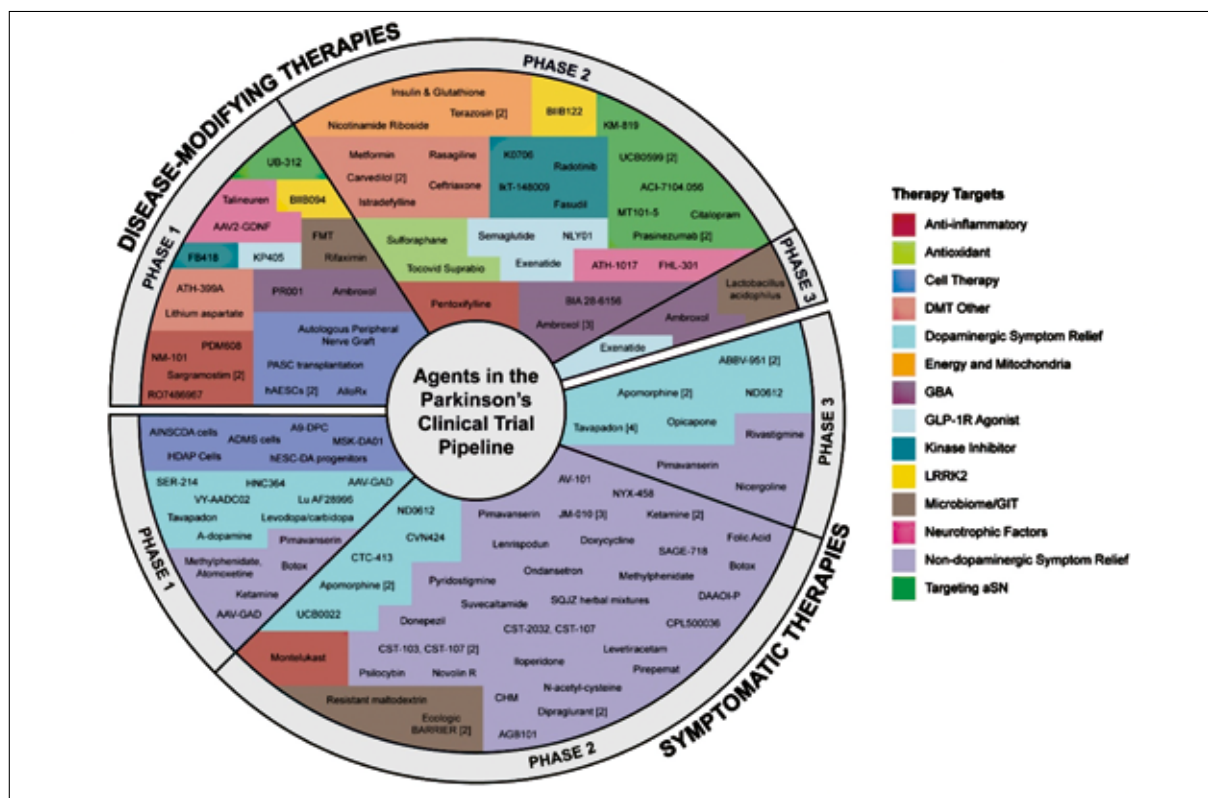 DISEASE-MODIFYING THERAPIES
PHASE 1
UB-312
Talineuren
BIIB094
AAV2-GDNF
FMT
FB418
KP405
Rifaximin
ATH-399A
PR001
Ambroxol
Lithium aspartate
Autologous Peripheral
Nerve Graft
PDM608
NM-101
PASC transplantation
Sargramostim [2]
hAESCs [2]
AlloRx
RO7486967
PHASE 2
Insulin & Glutathione
Terazosin [2]
Nicotinamide Riboside
BIIB122
KM-819
Metformin
Rasagiline
Carvedilol [2]
Ceftriaxone
Istradefylline
K0706
Radotinib
IkT-148009
Fasudil
UCB0599 [2]
ACI-7104.056
MT101-5
Citalopram
Prasinezumab [2]
Sulforaphane
Tocovid Suprabio
Semaglutide
NLY01
Exenatide
ATH-1017
FHL-301
Pentoxifylline
BIA 28-6156
Ambroxol [3]
PHASE 3
Lactobacillus
acidophilus
Ambroxol
Exenatide
Agents in the
Parkinson's
Clinical Trial
Pipeline
SYMPTOMATIC THERAPIES
PHASE 3
ABBV-951 [2]
Apomorphine [2]
ND0612
Tavapadon [4]
Opicapone
Rivastigmine
Pimavanserin
Nicergoline
PHASE 1
AINSCDA cells
ADMS cells
A9-DPC
MSK-DA01
HDAP Cells
hESC-DA progenitors
SER-214
HNC364
AAV-GAD
VY-AADC02
Lu AF28996
Tavapadon
Levodopa/carbidopa
A-dopamine
Pimavanserin
Methylphenidate,
Atomoxetine
Botox
Ketamine
AAV-GAD
PHASE 2
ND0612
CVN424
CTC-413
Apomorphine [2]
UCB0022
AV-101
NYX-458
Pimavanserin
JM-010 [3]
Ketamine [2]
Lenrispodun
Doxycycline
Folic Acid
SAGE-718
Ondansetron
Botox
Pyridostigmine
Methylphenidate
Suvecaltamide
SQJZ herbal mixtures
DAAOI-P
Donepezil
CST-2032, CST-107
CPL500036
CST-103, CST-107 [2]
Levetiracetam
Iloperidone
Pirepemat
Psilocybin
Novolin R
N-acetyl-cysteine
CHM
Dipraglurant [2]
AGB101
Montelukast
Resistant maltodextrin
Ecologic
BARRIER [2]
Therapy Targets
Anti-inflammatory
Antioxidant
Cell Therapy
DMT Other
Dopaminergic Symptom Relief
Energy and Mitochondria
GBA
GLP-1R Agonist
Kinase Inhibitor
LRRK2
Microbiome/GIT
Neurotrophic Factors
Non-dopaminergic Symptom Relief
Targeting aSN